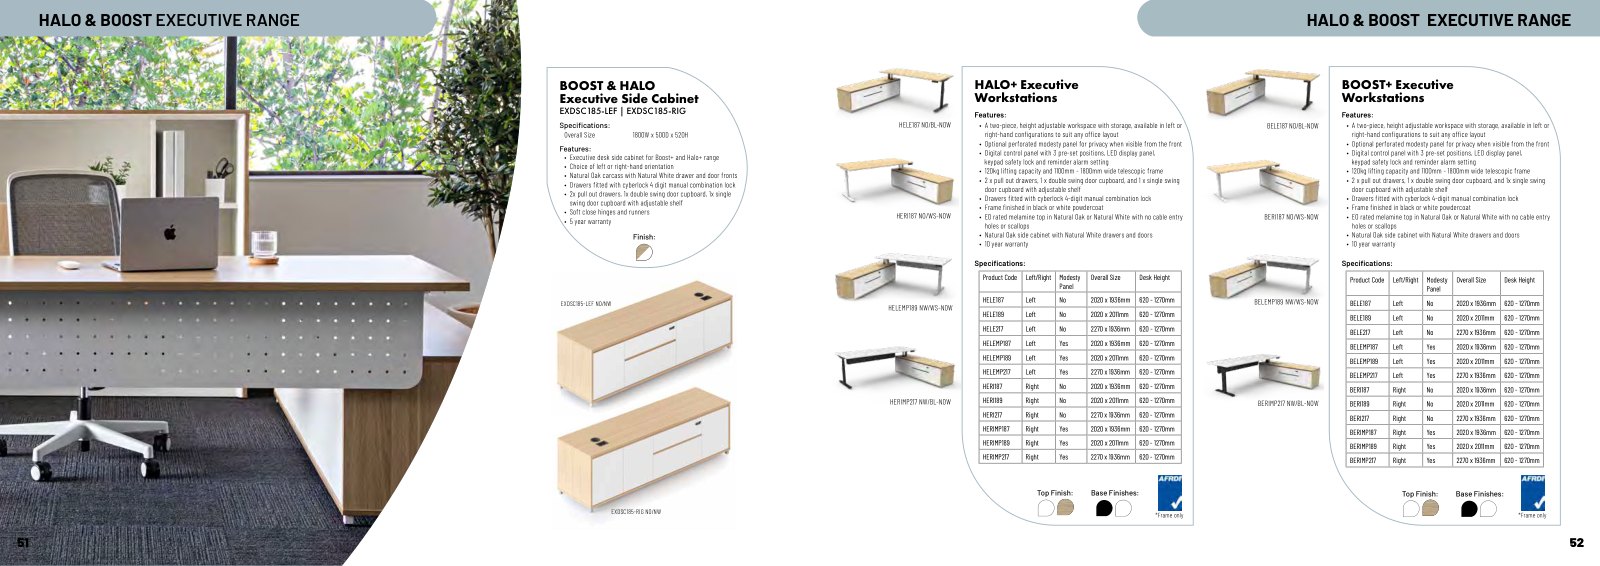 HALO & BOOST EXECUTIVE RANGE
BOOST & HALO
Executive Side Cabinet
EXDSC185-LEF | EXDSC185-RIG
Specifications:
Overall Size 1800W x 500D x 520H
Features:
• Executive desk side cabinet for Boost+ and Halo+ range
• Choice of left or right-hand orientation
• Natural Oak carcass with Natural White drawer and door fronts
• Drawers fitted with cyberlock 4 digit manual combination lock
• 2x pull out drawers, 1x double swing door cupboard, 1x single
swing door cupboard with adjustable shelf
• Soft close hinges and runners
• 5 year warranty
Finish:
EXDSC185-LEF NO/NW
EXDSC185-RIG NO/NW
51
HALO & BOOST EXECUTIVE RANGE
HELE187 NO/BL-NOW
HERI187 NO/WS-NOW
HELEMP189 NW/WS-NOW
HERIMP217 NW/BL-NOW
HALO+ Executive
Workstations
Features:
• A two-piece, height adjustable workspace with storage, available in left or
right-hand configurations to suit any office layout
• Optional perforated modesty panel for privacy when visible from the front
• Digital control panel with 3 pre-set positions, LED display panel,
keypad safety lock and reminder alarm setting
• 120kg lifting capacity and 1100mm - 1800mm wide telescopic frame
• 2 x pull out drawers, 1 x double swing door cupboard, and 1 x single swing
door cupboard with adjustable shelf
• Drawers fitted with cyberlock 4-digit manual combination lock
• Frame finished in black or white powdercoat
• E0 rated melamine top in Natural Oak or Natural White with no cable entry
holes or scallops
• Natural Oak side cabinet with Natural White drawers and doors
• 10 year warranty
Specifications:
Product Code Left/Right Modesty Panel Overall Size Desk Height
HELE187 Left No 2020 x 1936mm 620 - 1270mm
HELE189 Left No 2020 x 2011mm 620 - 1270mm
HELE217 Left No 2270 x 1936mm 620 - 1270mm
HELEMP187 Left Yes 2020 x 1936mm 620 - 1270mm
HELEMP189 Left Yes 2020 x 2011mm 620 - 1270mm
HELEMP217 Left Yes 2270 x 1936mm 620 - 1270mm
HERI187 Right No 2020 x 1936mm 620 - 1270mm
HERI189 Right No 2020 x 2011mm 620 - 1270mm
HERI217 Right No 2270 x 1936mm 620 - 1270mm
HERIMP187 Right Yes 2020 x 1936mm 620 - 1270mm
HERIMP189 Right Yes 2020 x 2011mm 620 - 1270mm
HERIMP217 Right Yes 2270 x 1936mm 620 - 1270mm
Top Finish: Base Finishes:
AFRDI
*Frame only
BELE187 NO/BL-NOW
BERI187 NO/WS-NOW
BELEMP189 NW/WS-NOW
BERIMP217 NW/BL-NOW
BOOST+ Executive
Workstations
Features:
• A two-piece, height adjustable workspace with storage, available in left or
right-hand configurations to suit any office layout
• Optional perforated modesty panel for privacy when visible from the front
• Digital control panel with 3 pre-set positions, LED display panel,
keypad safety lock and reminder alarm setting
• 120kg lifting capacity and 1100mm - 1800mm wide telescopic frame
• 2 x pull out drawers, 1 x double swing door cupboard, and 1x single swing
door cupboard with adjustable shelf
• Drawers fitted with cyberlock 4-digit manual combination lock
• Frame finished in black or white powdercoat
• E0 rated melamine top in Natural Oak or Natural White with no cable entry
holes or scallops
• Natural Oak side cabinet with Natural White drawers and doors
• 10 year warranty
Specifications:
Product Code Left/Right Modesty Panel Overall Size Desk Height
BELE187 Left No 2020 x 1936mm 620 - 1270mm
BELE189 Left No 2020 x 2011mm 620 - 1270mm
BELE217 Left No 2270 x 1936mm 620 - 1270mm
BELEMP187 Left Yes 2020 x 1936mm 620 - 1270mm
BELEMP189 Left Yes 2020 x 2011mm 620 - 1270mm
BELEMP217 Left Yes 2270 x 1936mm 620 - 1270mm
BERI187 Right No 2020 x 1936mm 620 - 1270mm
BERI189 Right No 2020 x 2011mm 620 - 1270mm
BERI217 Right No 2270 x 1936mm 620 - 1270mm
BERIMP187 Right Yes 2020 x 1936mm 620 - 1270mm
BERIMP189 Right Yes 2020 x 2011mm 620 - 1270mm
BERIMP217 Right Yes 2270 x 1936mm 620 - 1270mm
Top Finish: Base Finishes:
AFRDI
*Frame only
52